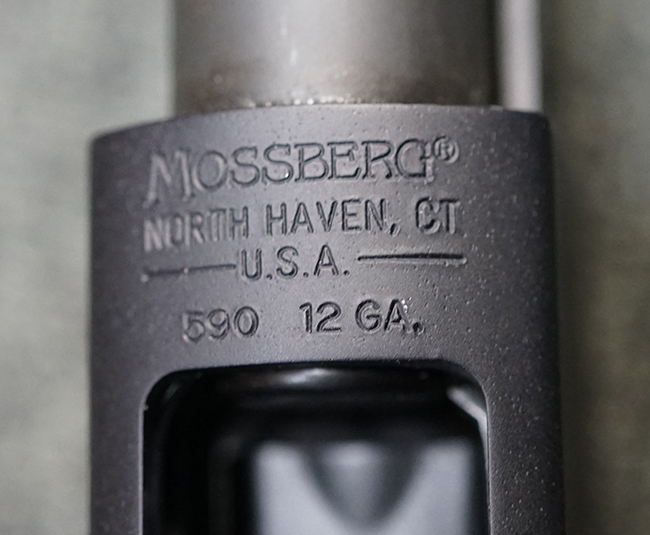 MOSSBERG®
NORTH HAVEN, CT
U.S.A.
590 12 GA.